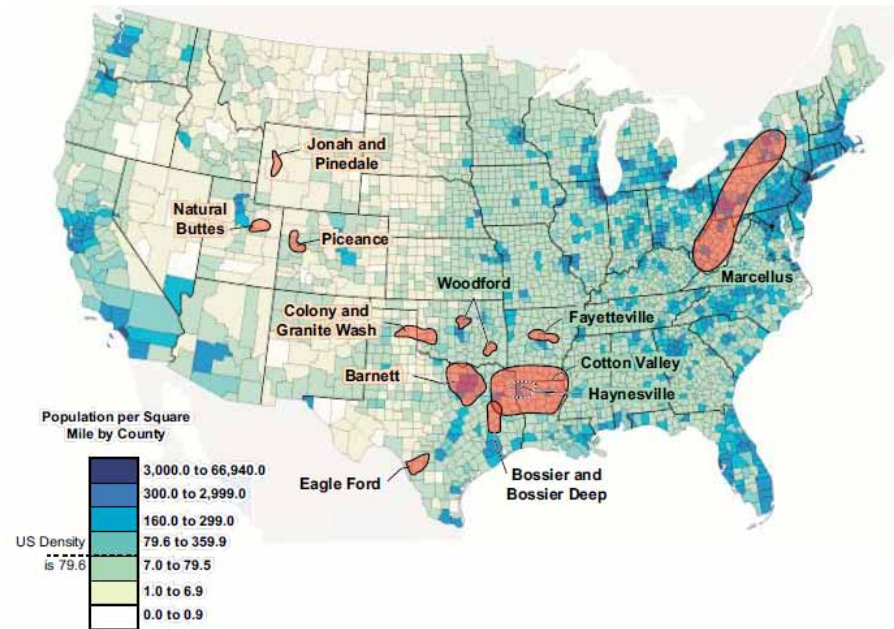 Jonah and
Pinedale
Natural
Buttes
Piceance
Marcellus
Woodford
Colony and
Granite Wash
Fayetteville
Cotton Valley
Barnett
Haynesville
Bossier and
Bossier Deep
Eagle Ford
Population per Square
Mile by County
3,000.0 to 66,940.0
300.0 to 2,999.0
160.0 to 299.0
79.6 to 359.9
US Density
is 79.6
7.0 to 79.5
1.0 to 6.9
0.0 to 0.9